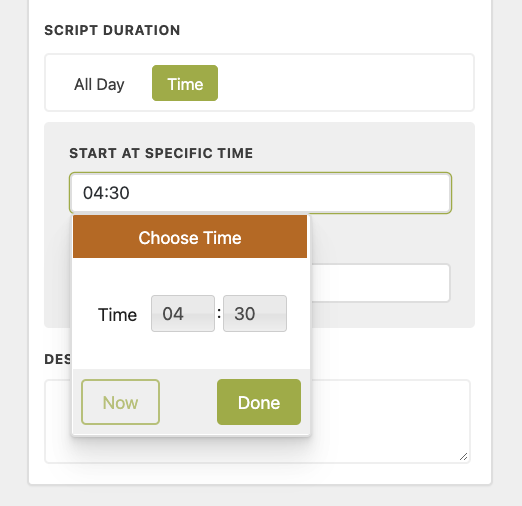 SCRIPT DURATION
All Day Time
START AT SPECIFIC TIME
04:30
Choose Time
Time 04 : 30
DES
Now Done